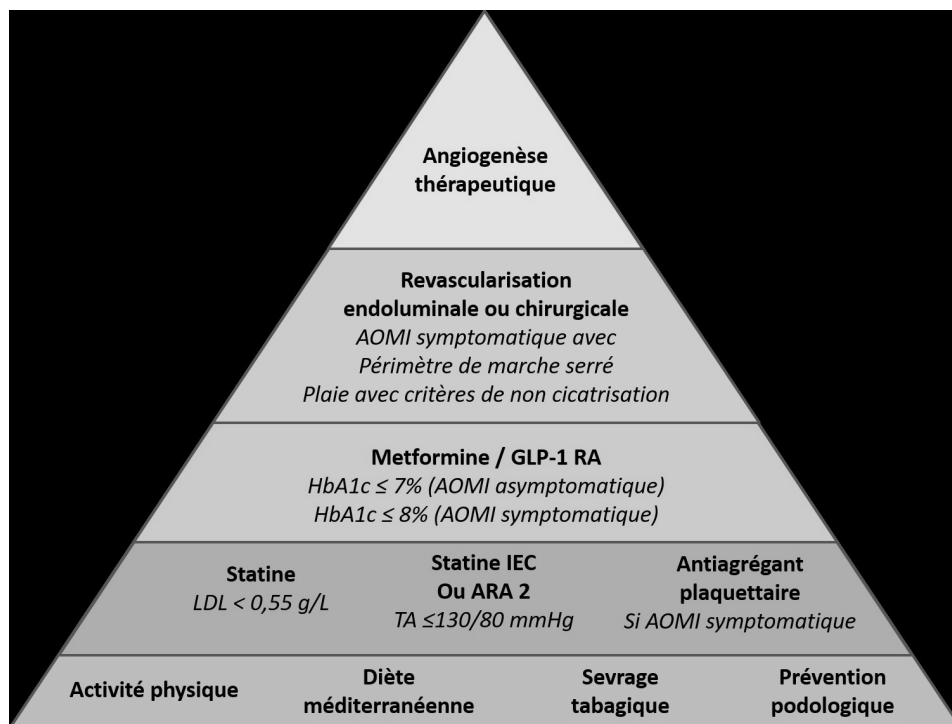 Angiogenèse
thérapeutique
Revascularisation
endoluminale ou chirurgicale
AOMI symptomatique avec
Périmètre de marche serré
Plaie avec critères de non cicatrisation
Metformine / GLP-1 RA
HbA1c ≤ 7% (AOMI asymptomatique)
HbA1c ≤ 8% (AOMI symptomatique)
Statine
LDL < 0,55 g/L
Statine IEC
Ou ARA 2
TA ≤130/80 mmHg
Antiagrégant
plaquettaire
Si AOMI symptomatique
Activité physique
Diète
méditerranéenne
Sevrage
tabagique
Prévention
podologique